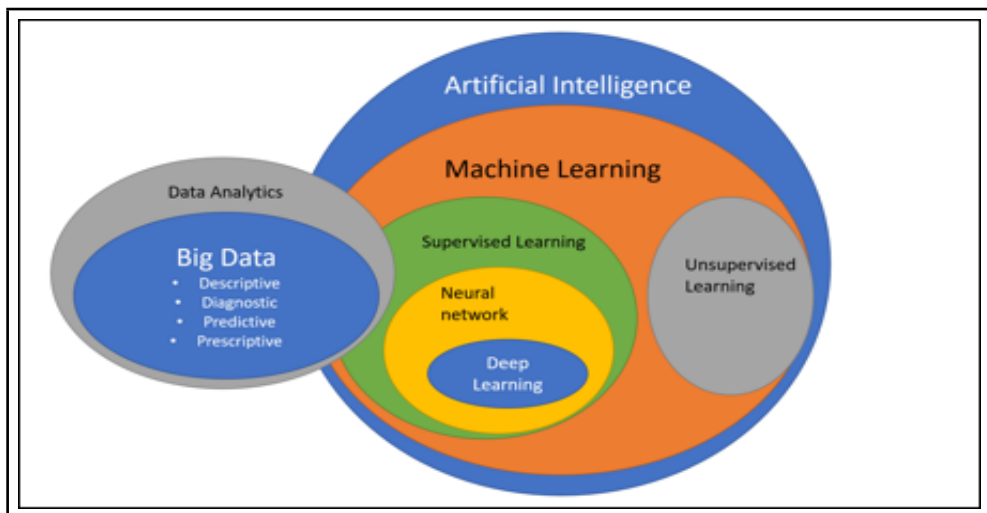 Artificial Intelligence
Machine Learning
Data Analytics
Big Data
• Descriptive
• Diagnostic
• Predictive
• Prescriptive
Supervised Learning
Neural
network
Deep
Learning
Unsupervised
Learning